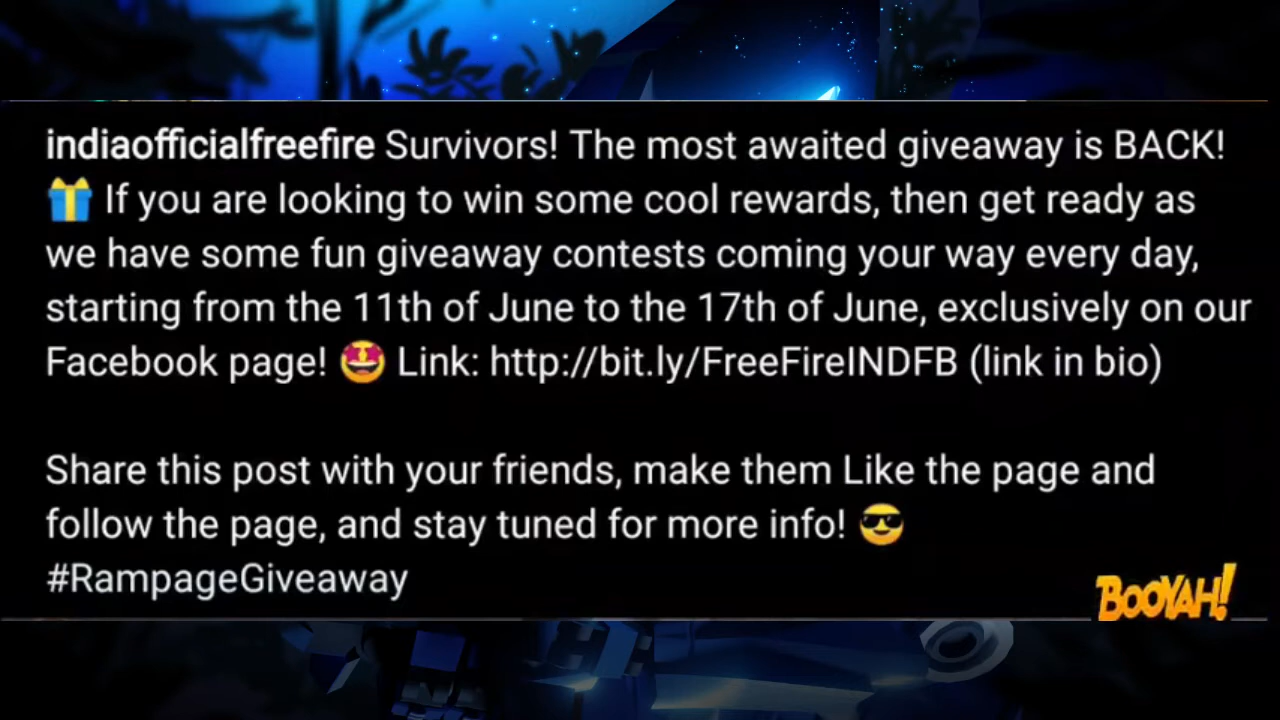 indiaofficialfreefire Survivors! The most awaited giveaway is BACK!
🎁 If you are looking to win some cool rewards, then get ready as
we have some fun giveaway contests coming your way every day,
starting from the 11th of June to the 17th of June, exclusively on our
Facebook page! 🤩 Link: http://bit.ly/FreeFireINDFB (link in bio)
Share this post with your friends, make them Like the page and
follow the page, and stay tuned for more info! 😎
#RampageGiveaway
BOOYAH!